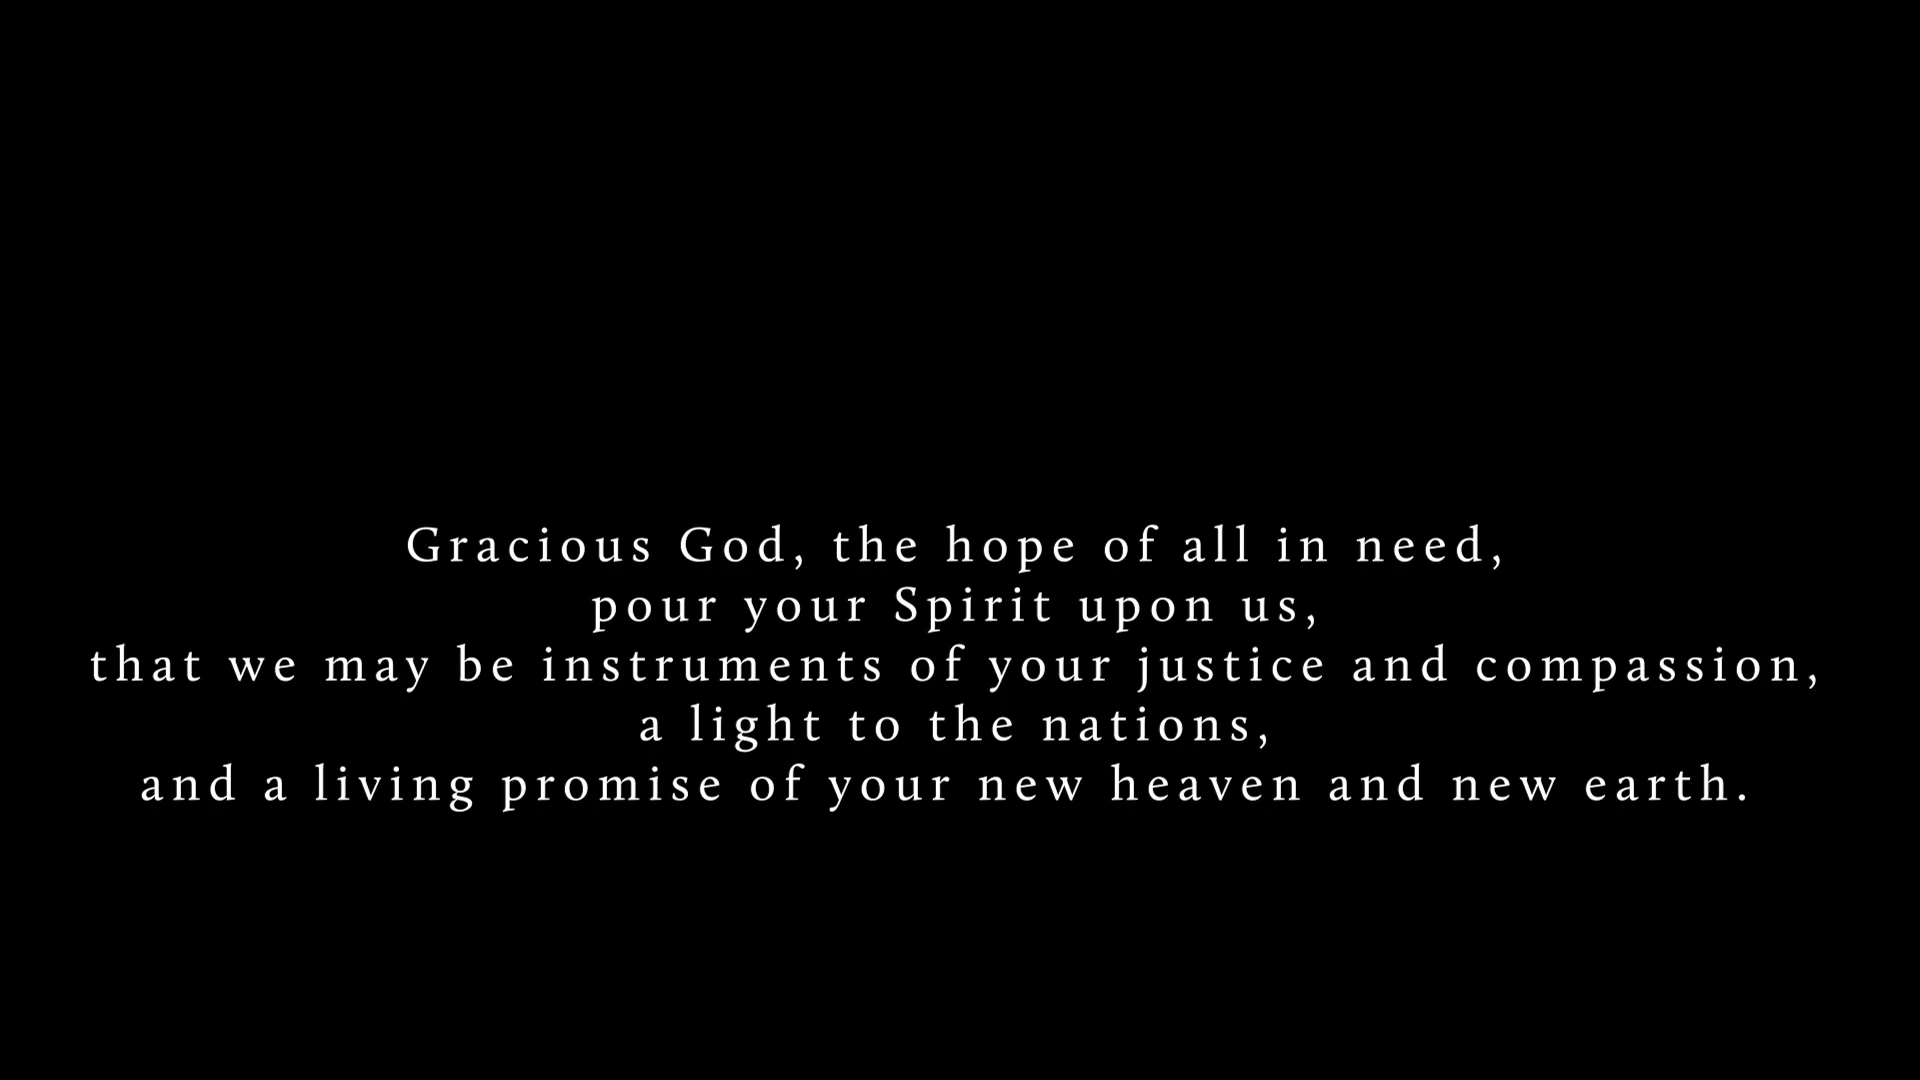 Gracious God, the hope of all in need,
pour your Spirit upon us,
that we may be instruments of your justice and compassion,
a light to the nations,
and a living promise of your new heaven and new earth.